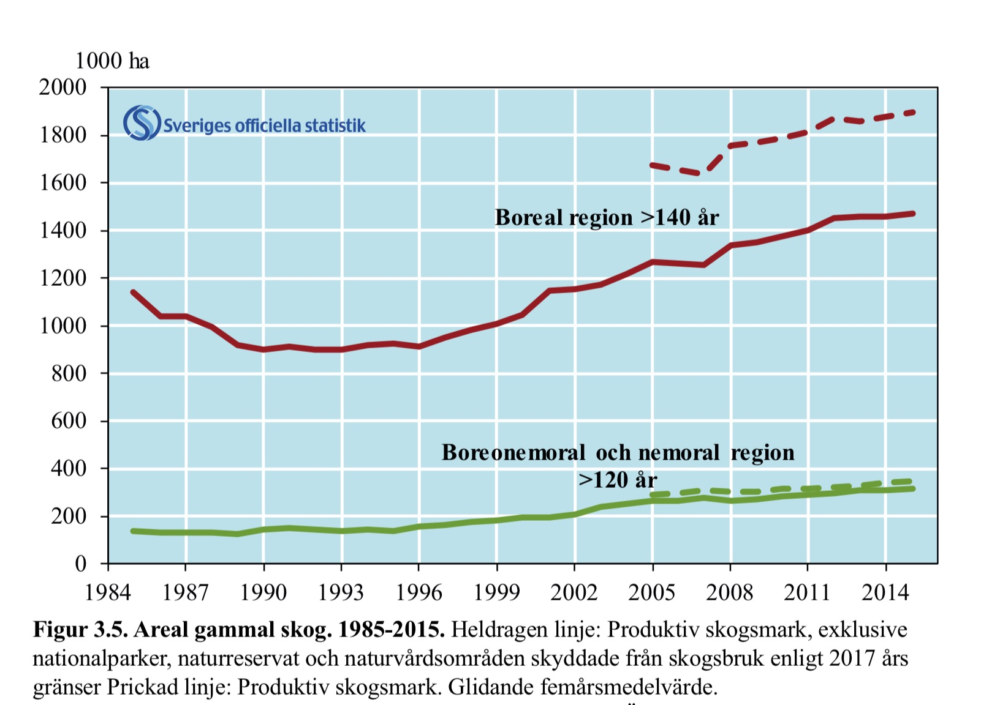 1000 ha
2000
Sveriges officiella statistik
1800
1600
Boreal region >140 år
1400
1200
1000
800
600
Boreonemoral och nemoral region
>120 år
400
200
0
1984 1987 1990 1993 1996 1999 2002 2005 2008 2011 2014
Figur 3.5. Areal gammal skog. 1985-2015. Heldragen linje: Produktiv skogsmark, exklusive
nationalparker, naturreservat och naturvårdsområden skyddade från skogsbruk enligt 2017 års
gränser Prickad linje: Produktiv skogsmark. Glidande femårsmedelvärde.